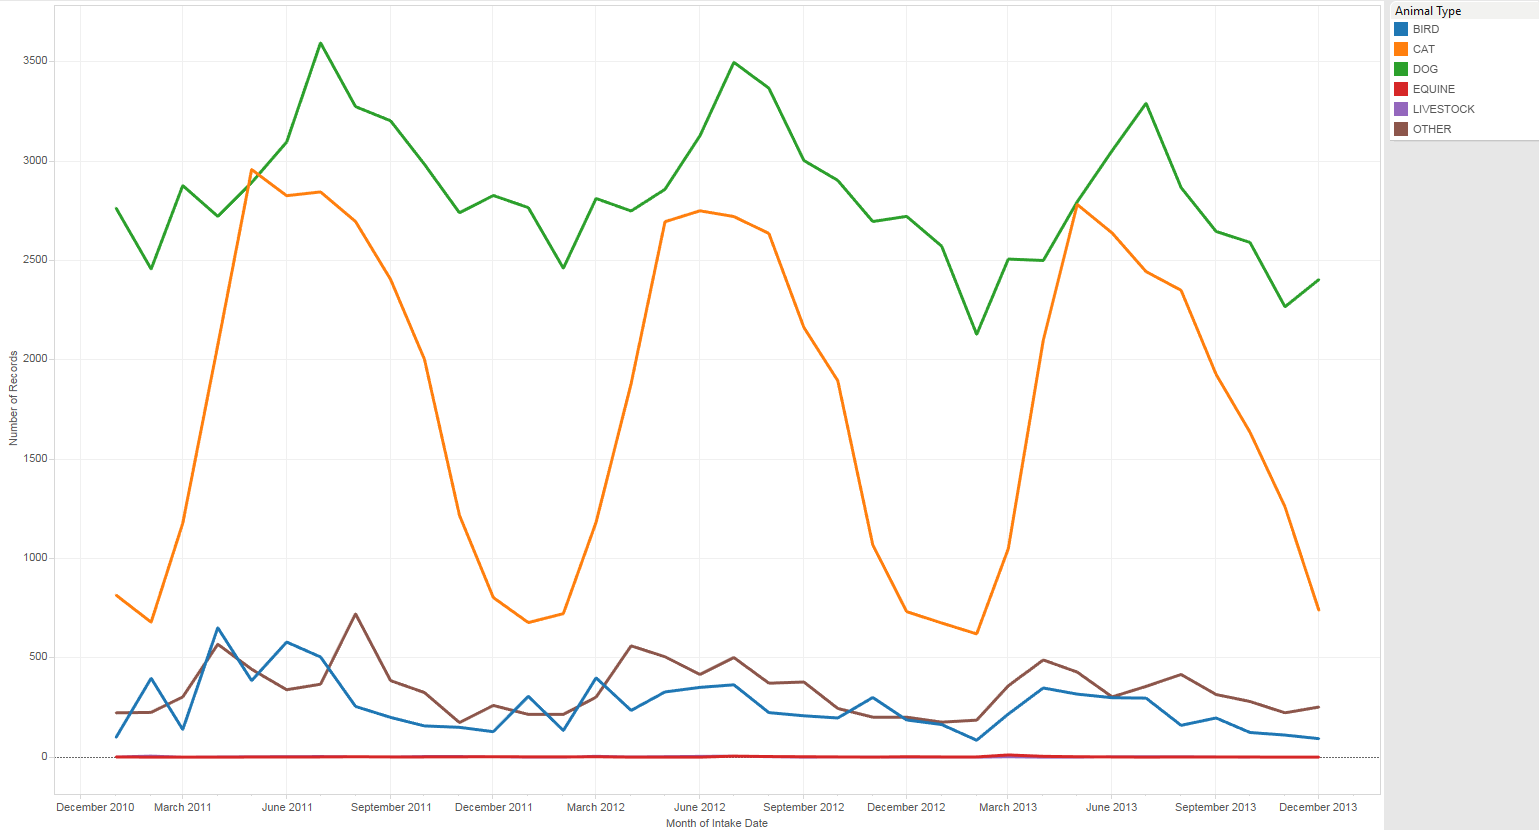 Animal Type
BIRD
CAT
DOG
EQUINE
LIVESTOCK
OTHER
Number of Records
3500
3000
2500
2000
1500
1000
500
0
December 2010 March 2011 June 2011 September 2011 December 2011 March 2012 June 2012 September 2012 December 2012 March 2013 June 2013 September 2013 December 2013
Month of Intake Date